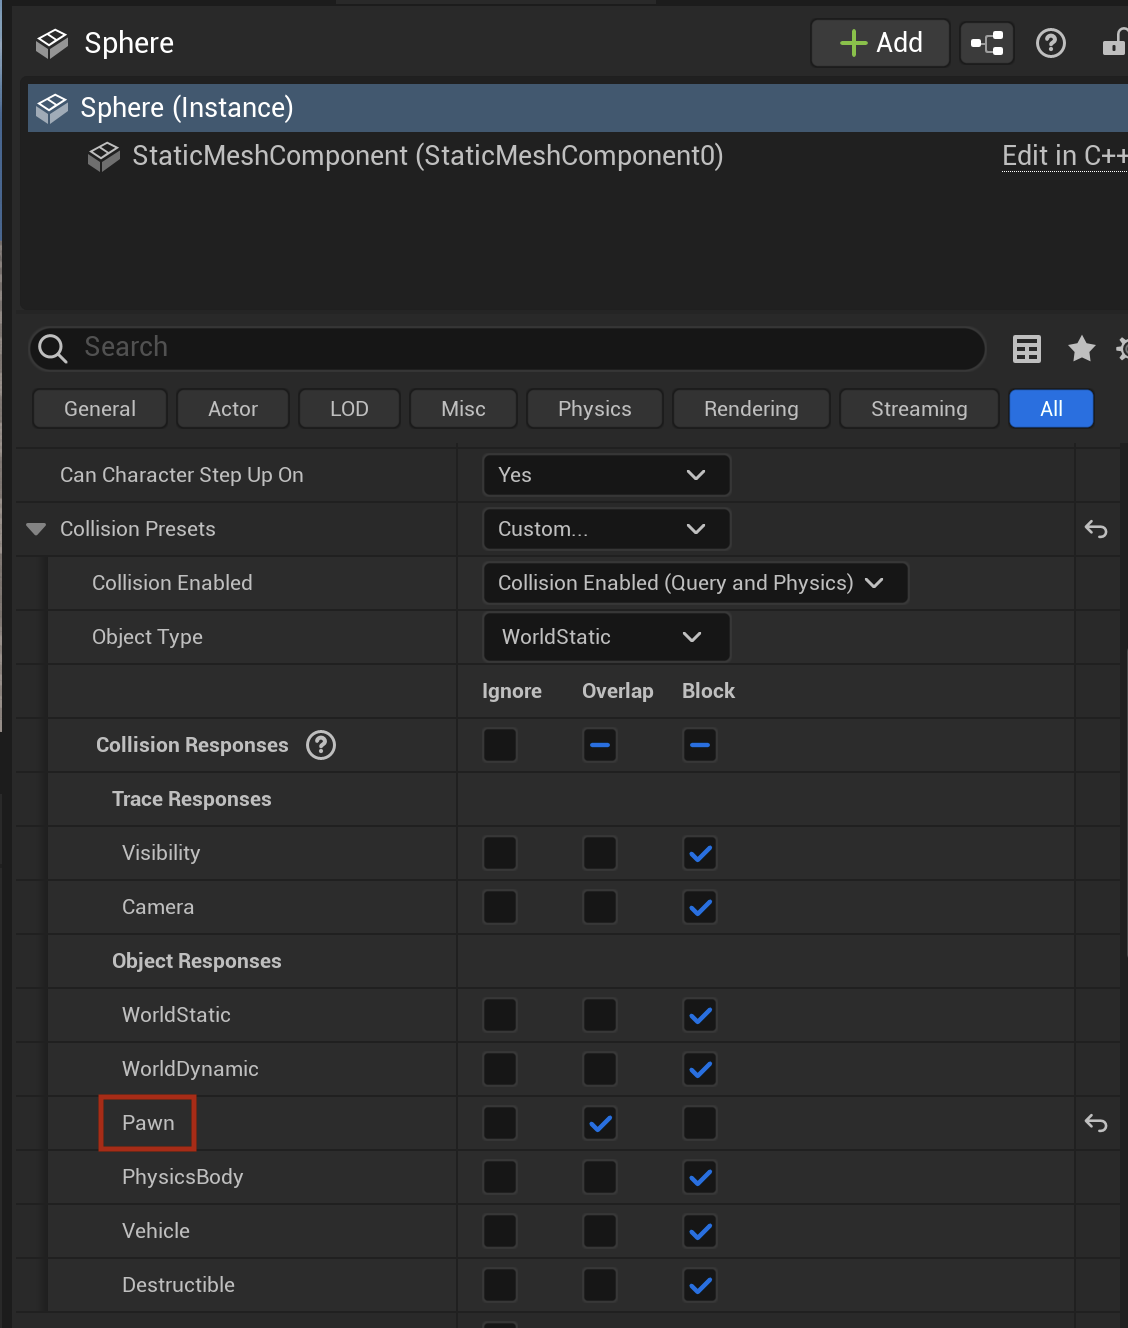 Sphere
Add
Sphere (Instance)
StaticMeshComponent (StaticMeshComponent0) Edit in C++
Search
General Actor LOD Misc Physics Rendering Streaming All
Can Character Step Up On Yes
Collision Presets Custom...
Collision Enabled Collision Enabled (Query and Physics)
Object Type WorldStatic
Ignore Overlap Block
Collision Responses ?
Trace Responses
Visibility
Camera
Object Responses
WorldStatic
WorldDynamic
Pawn
PhysicsBody
Vehicle
Destructible